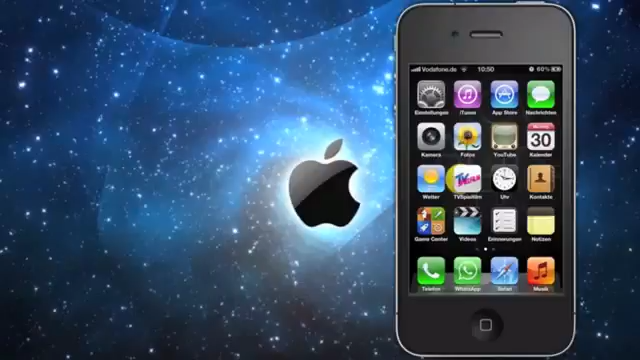 Vodafone.de 10:50 60%
Einstellungen iTunes App Store Nachrichten
Kamera Fotos YouTube Kalender
30
Wetter TVSpielfilm Uhr Kontakte
Game Center Videos Erinnerungen Notizen
Telefon WhatsApp Safari Musik